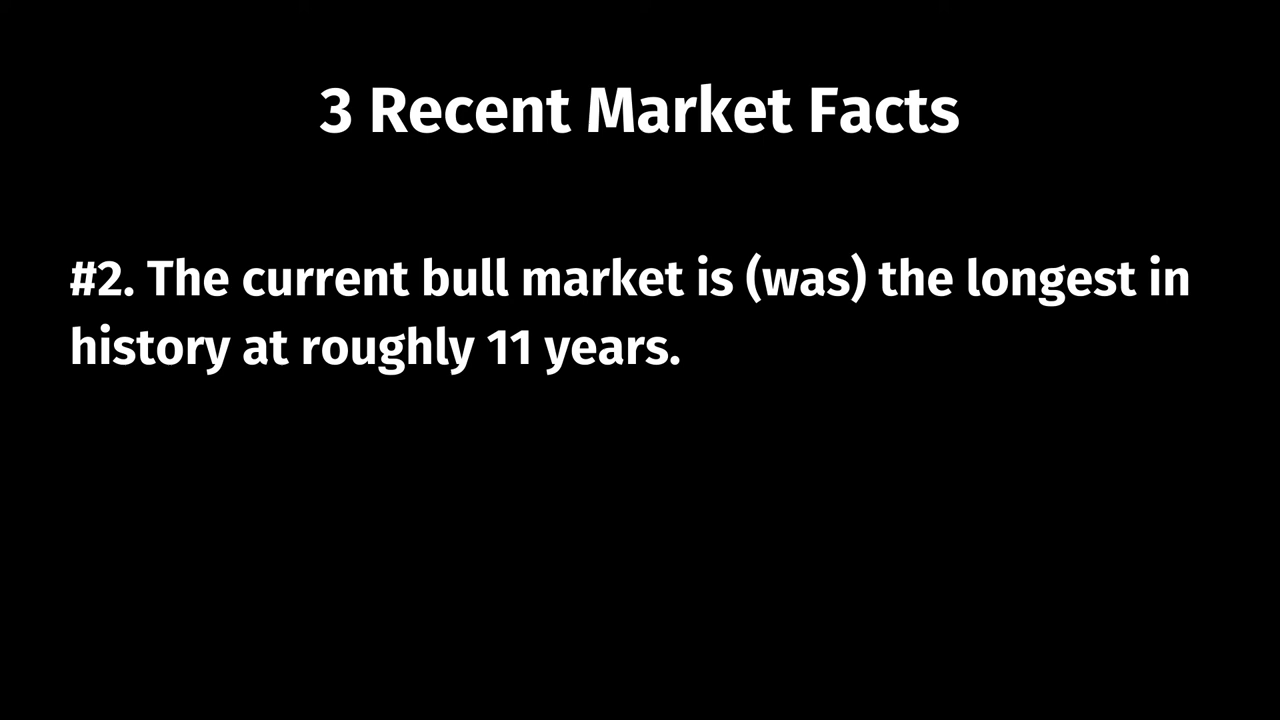 3 Recent Market Facts
#2. The current bull market is (was) the longest in
history at roughly 11 years.